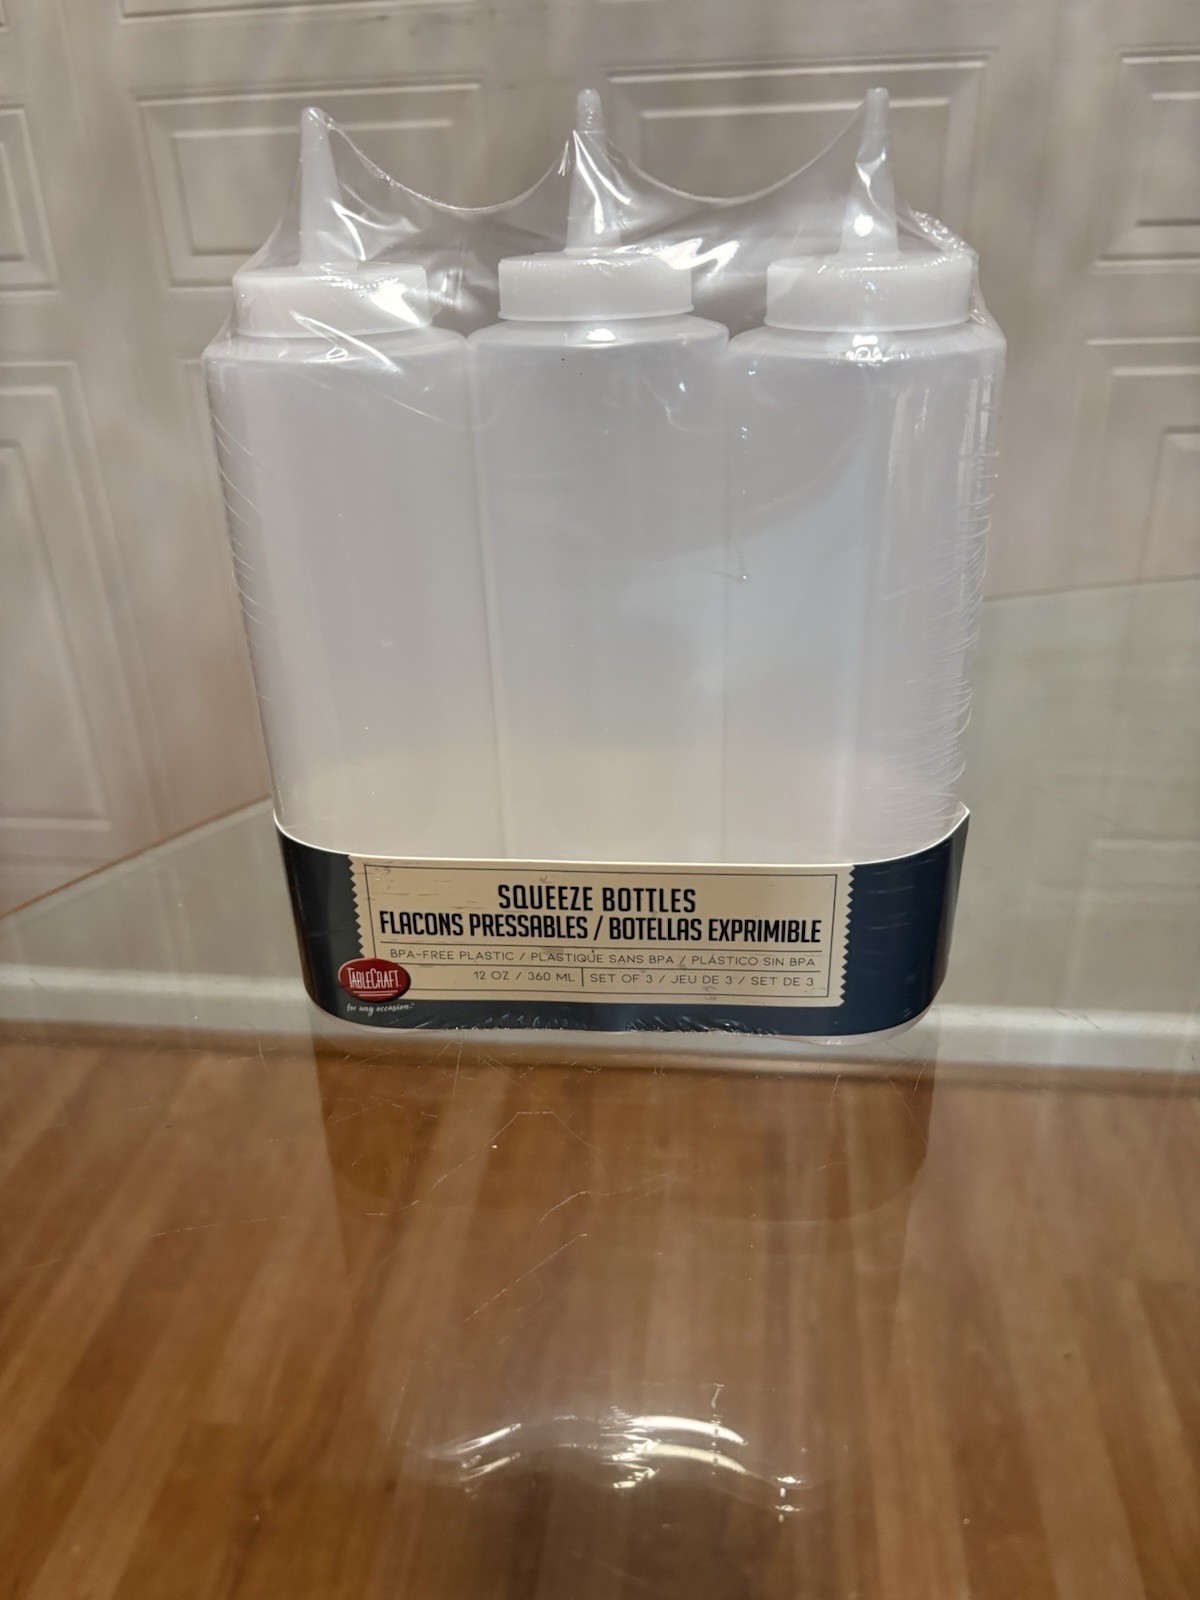 SQUEEZE BOTTLES
FLACONS PRESSABLES / BOTELLAS EXPRIMIBLE
BPA-FREE PLASTIC / PLASTIQUE SANS BPA / PLÁSTICO SIN BPA
12 OZ / 360 ML | SET OF 3 / JEU DE 3 / SET DE 3
TABLECRAFT
for any occasion™